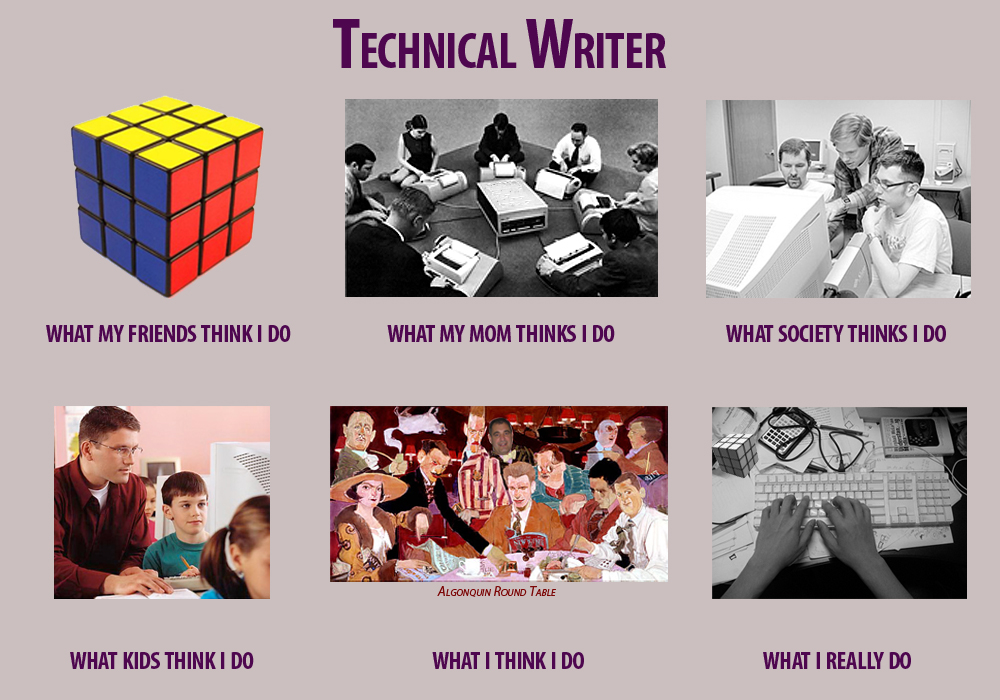 TECHNICAL WRITER
WHAT MY FRIENDS THINK I DO
WHAT MY MOM THINKS I DO
WHAT SOCIETY THINKS I DO
ALGONQUIN ROUND TABLE
WHAT KIDS THINK I DO
WHAT I THINK I DO
WHAT I REALLY DO